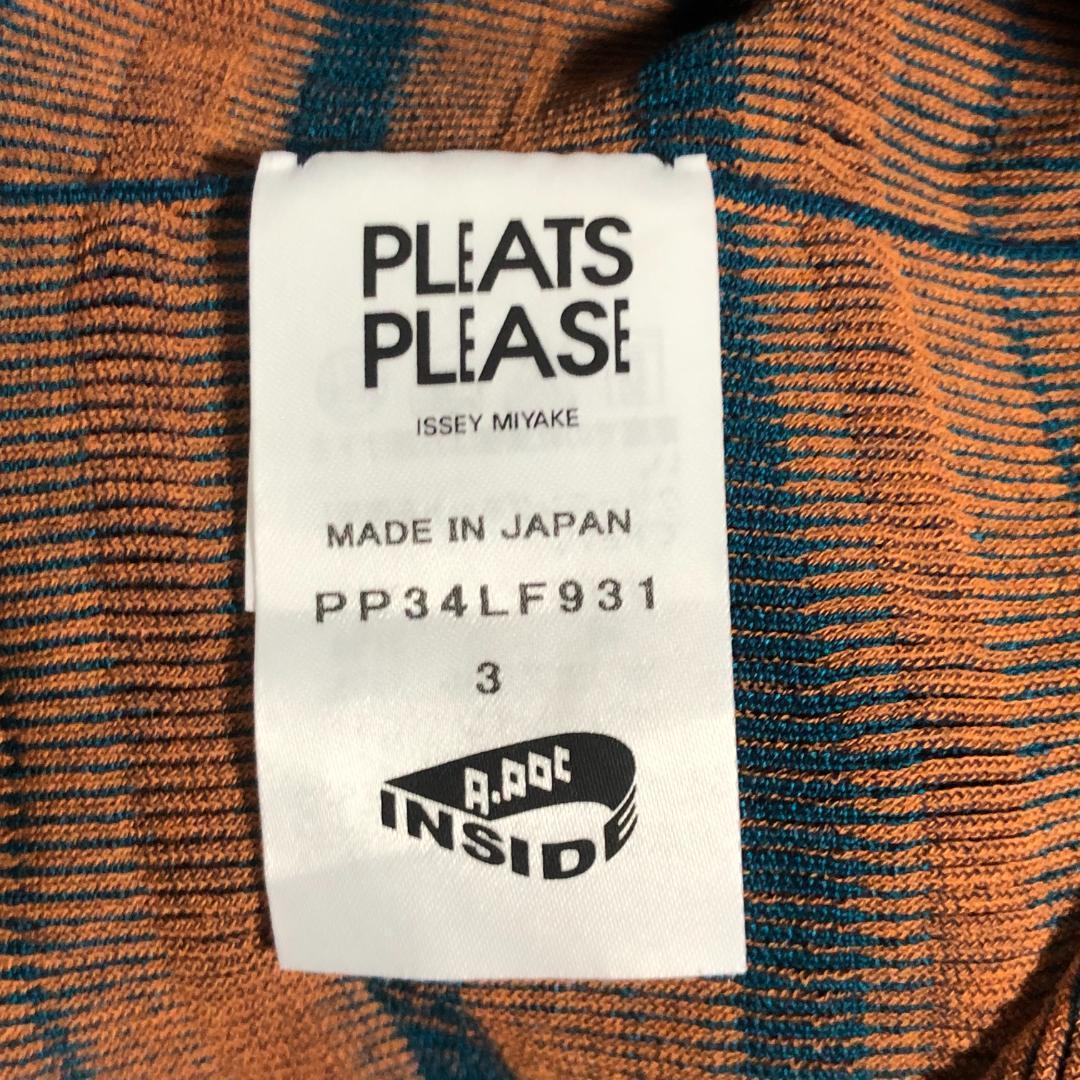 PLEATS
PLEASE
ISSEY MIYAKE
MADE IN JAPAN
PP34LF931
3
A.POC
INSIDE